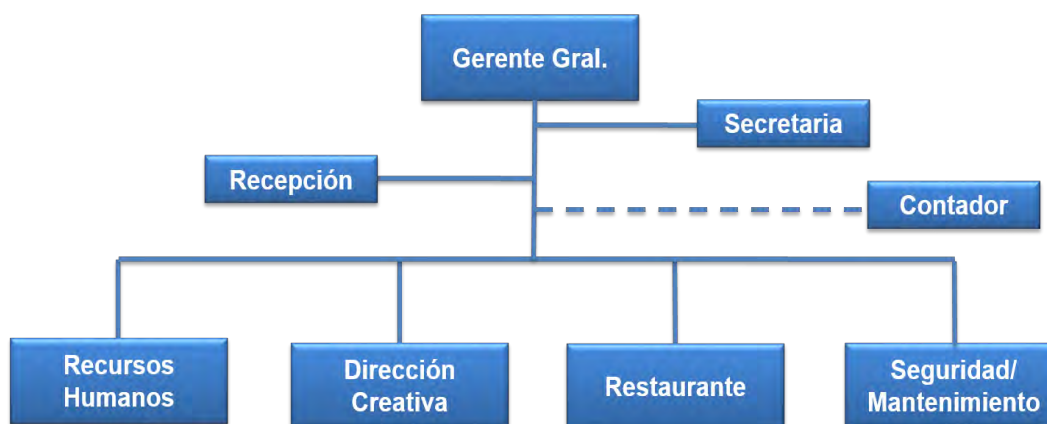 Gerente Gral.
Secretaria
Recepción
Contador
Recursos
Humanos
Dirección
Creativa
Restaurante
Seguridad/
Mantenimiento